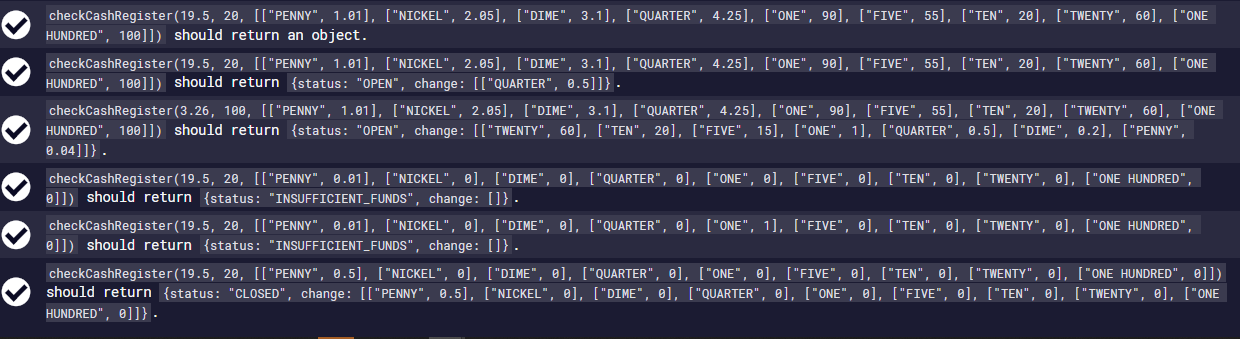 checkCashRegister(19.5, 20, [["PENNY", 1.01], ["NICKEL", 2.05], ["DIME", 3.1], ["QUARTER", 4.25], ["ONE", 90], ["FIVE", 55], ["TEN", 20], ["TWENTY", 60], ["ONE
HUNDRED", 100]]) should return an object.
checkCashRegister(19.5, 20, [["PENNY", 1.01], ["NICKEL", 2.05], ["DIME", 3.1], ["QUARTER", 4.25], ["ONE", 90], ["FIVE", 55], ["TEN", 20], ["TWENTY", 60], ["ONE
HUNDRED", 100]]) should return {status: "OPEN", change: [["QUARTER", 0.5]]}.
checkCashRegister(3.26, 100, [["PENNY", 1.01], ["NICKEL", 2.05], ["DIME", 3.1], ["QUARTER", 4.25], ["ONE", 90], ["FIVE", 55], ["TEN", 20], ["TWENTY", 60], ["ONE
HUNDRED", 100]]) should return {status: "OPEN", change: [["TWENTY", 60], ["TEN", 20], ["FIVE", 15], ["ONE", 1], ["QUARTER", 0.5], ["DIME", 0.2], ["PENNY",
0.04]]}.
checkCashRegister(19.5, 20, [["PENNY", 0.01], ["NICKEL", 0], ["DIME", 0], ["QUARTER", 0], ["ONE", 0], ["FIVE", 0], ["TEN", 0], ["TWENTY", 0], ["ONE HUNDRED",
0]]) should return {status: "INSUFFICIENT_FUNDS", change: []}.
checkCashRegister(19.5, 20, [["PENNY", 0.01], ["NICKEL", 0], ["DIME", 0], ["QUARTER", 0], ["ONE", 1], ["FIVE", 0], ["TEN", 0], ["TWENTY", 0], ["ONE HUNDRED",
0]]) should return {status: "INSUFFICIENT_FUNDS", change: []}.
checkCashRegister(19.5, 20, [["PENNY", 0.5], ["NICKEL", 0], ["DIME", 0], ["QUARTER", 0], ["ONE", 0], ["FIVE", 0], ["TEN", 0], ["TWENTY", 0], ["ONE HUNDRED", 0]])
should return {status: "CLOSED", change: [["PENNY", 0.5], ["NICKEL", 0], ["DIME", 0], ["QUARTER", 0], ["ONE", 0], ["FIVE", 0], ["TEN", 0], ["TWENTY", 0], ["ONE
HUNDRED", 0]]}.